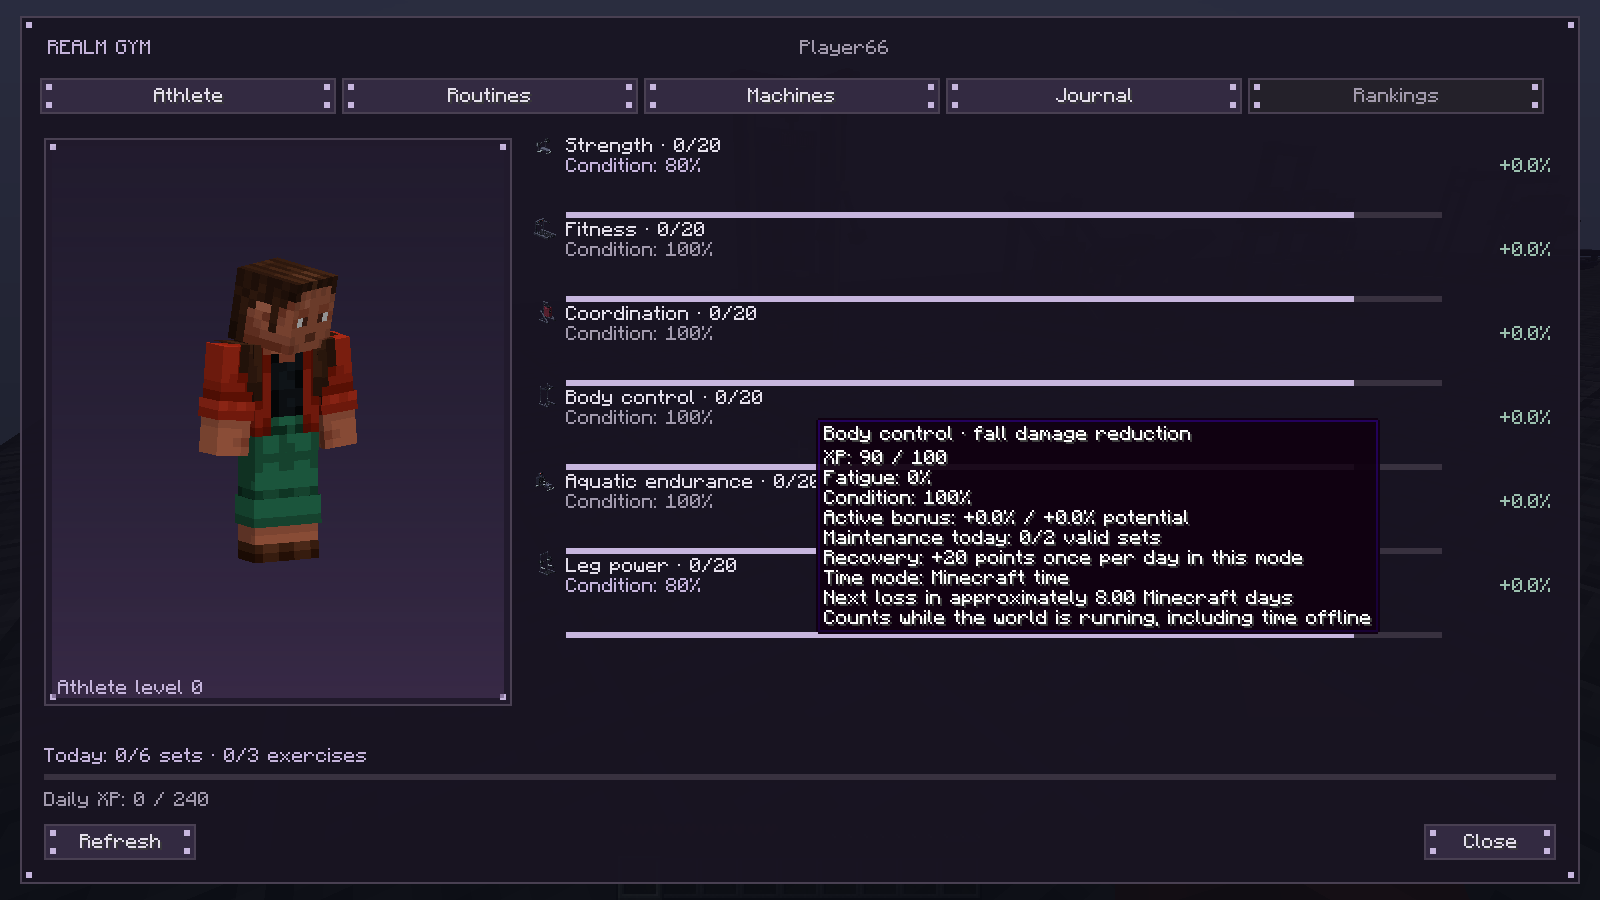 REALM GYM
Player66
Athlete
Routines
Machines
Journal
Rankings
Strength · 0/20
Condition: 80%
+0.0%
Fitness · 0/20
Condition: 100%
+0.0%
Coordination · 0/20
Condition: 100%
+0.0%
Body control · 0/20
Condition: 100%
+0.0%
Aquatic endurance · 0/20
Condition: 100%
+0.0%
Leg power · 0/20
Condition: 80%
+0.0%
Body control · fall damage reduction
XP: 90 / 100
Fatigue: 0%
Condition: 100%
Active bonus: +0.0% / +0.0% potential
Maintenance today: 0/2 valid sets
Recovery: +20 points once per day in this mode
Time mode: Minecraft time
Next loss in approximately 8.00 Minecraft days
Counts while the world is running, including time offline
Athlete level 0
Today: 0/6 sets · 0/3 exercises
Daily XP: 0 / 240
Refresh
Close